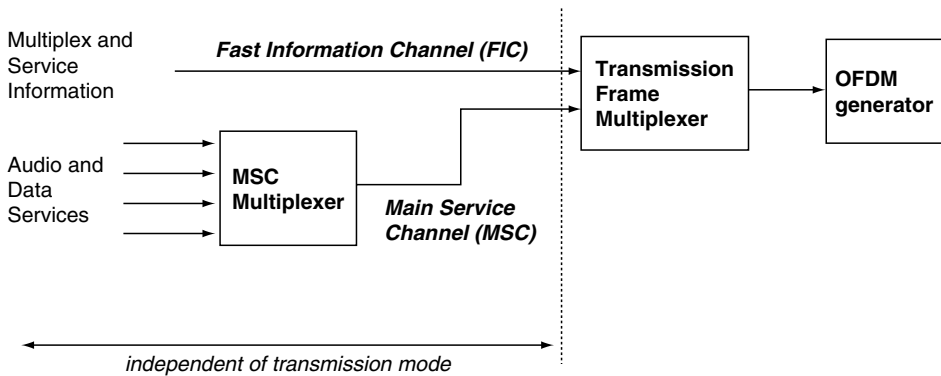 Multiplex and
Service
Information
Fast Information Channel (FIC)
Transmission
Frame
Multiplexer
OFDM
generator
Audio and
Data
Services
MSC
Multiplexer
Main Service
Channel (MSC)
independent of transmission mode